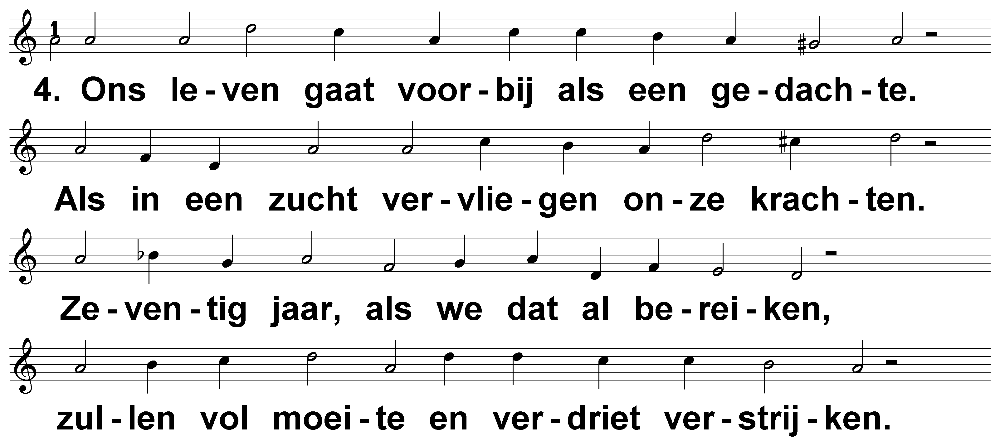 1
4. Ons le - ven gaat voor - bij als een ge - dach - te.
Als in een zucht ver - vlie - gen on - ze krach - ten.
Ze - ven - tig jaar, als we dat al be - rei - ken,
zul - len vol moei - te en ver - driet ver - strij - ken.